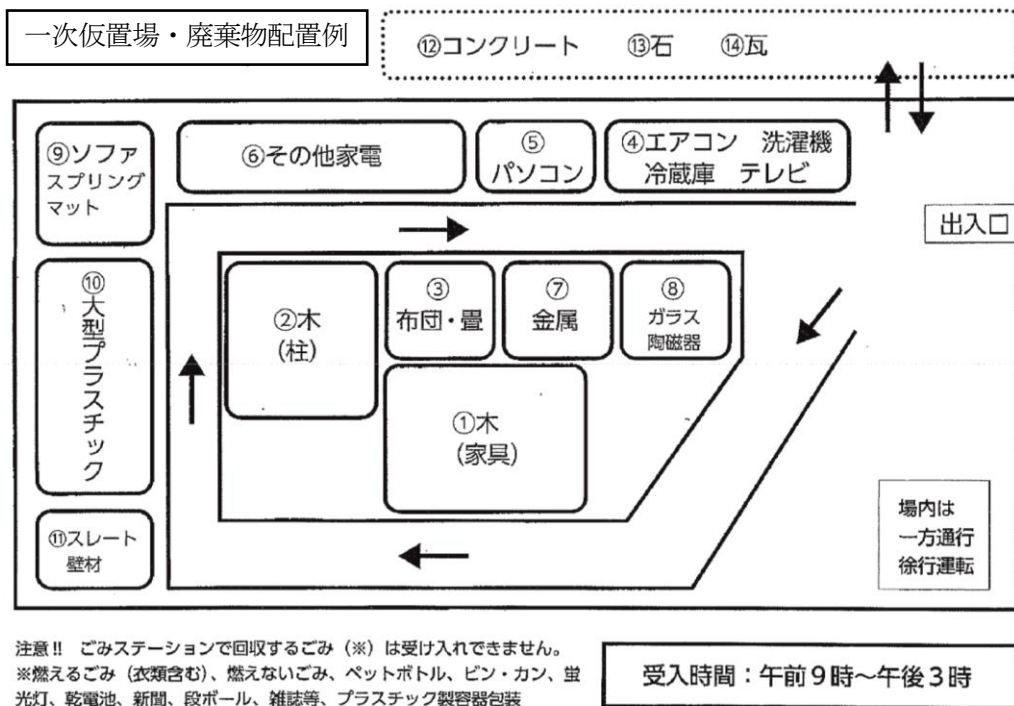 一次仮置場・廃棄物配置例
⑫コンクリート ⑬石 ⑭瓦
⑨ソファ
スプリング
マット
⑥その他家電
⑤
パソコン
④エアコン 洗濯機
冷蔵庫 テレビ
出入口
⑩大型プラスチック
②木
(柱)
③
布団・畳
⑦
金属
⑧
ガラス
陶磁器
①木
(家具)
⑪スレート
壁材
場内は
一方通行
徐行運転
注意!! ごみステーションで回収するごみ(※)は受け入れできません。
※燃えるごみ(衣類含む)、燃えないごみ、ペットボトル、ビン・カン、蛍
光灯、乾電池、新聞、段ボール、雑誌等、プラスチック製容器包装
受入時間:午前9時~午後3時